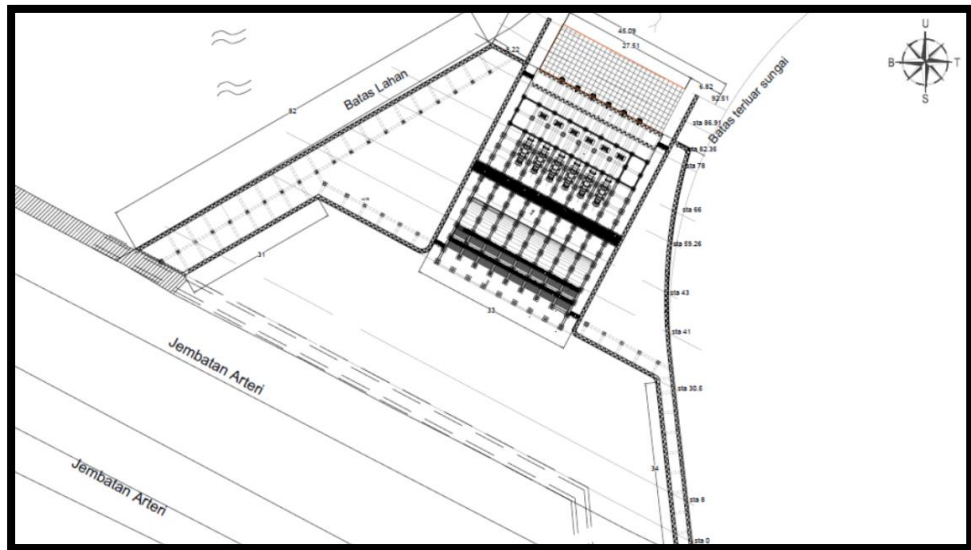 U
B
T
S
46.09
27.51
6.22
6.82
92.51
Batas Lahan
Batas terluar sungai
sta 86.91
sta 82.35
sta 78
62
sta 66
sta 59.26
31
sta 43
33
sta 41
Jembatan Arteri
sta 30.5
34
Jembatan Arteri
sta 8
sta 0